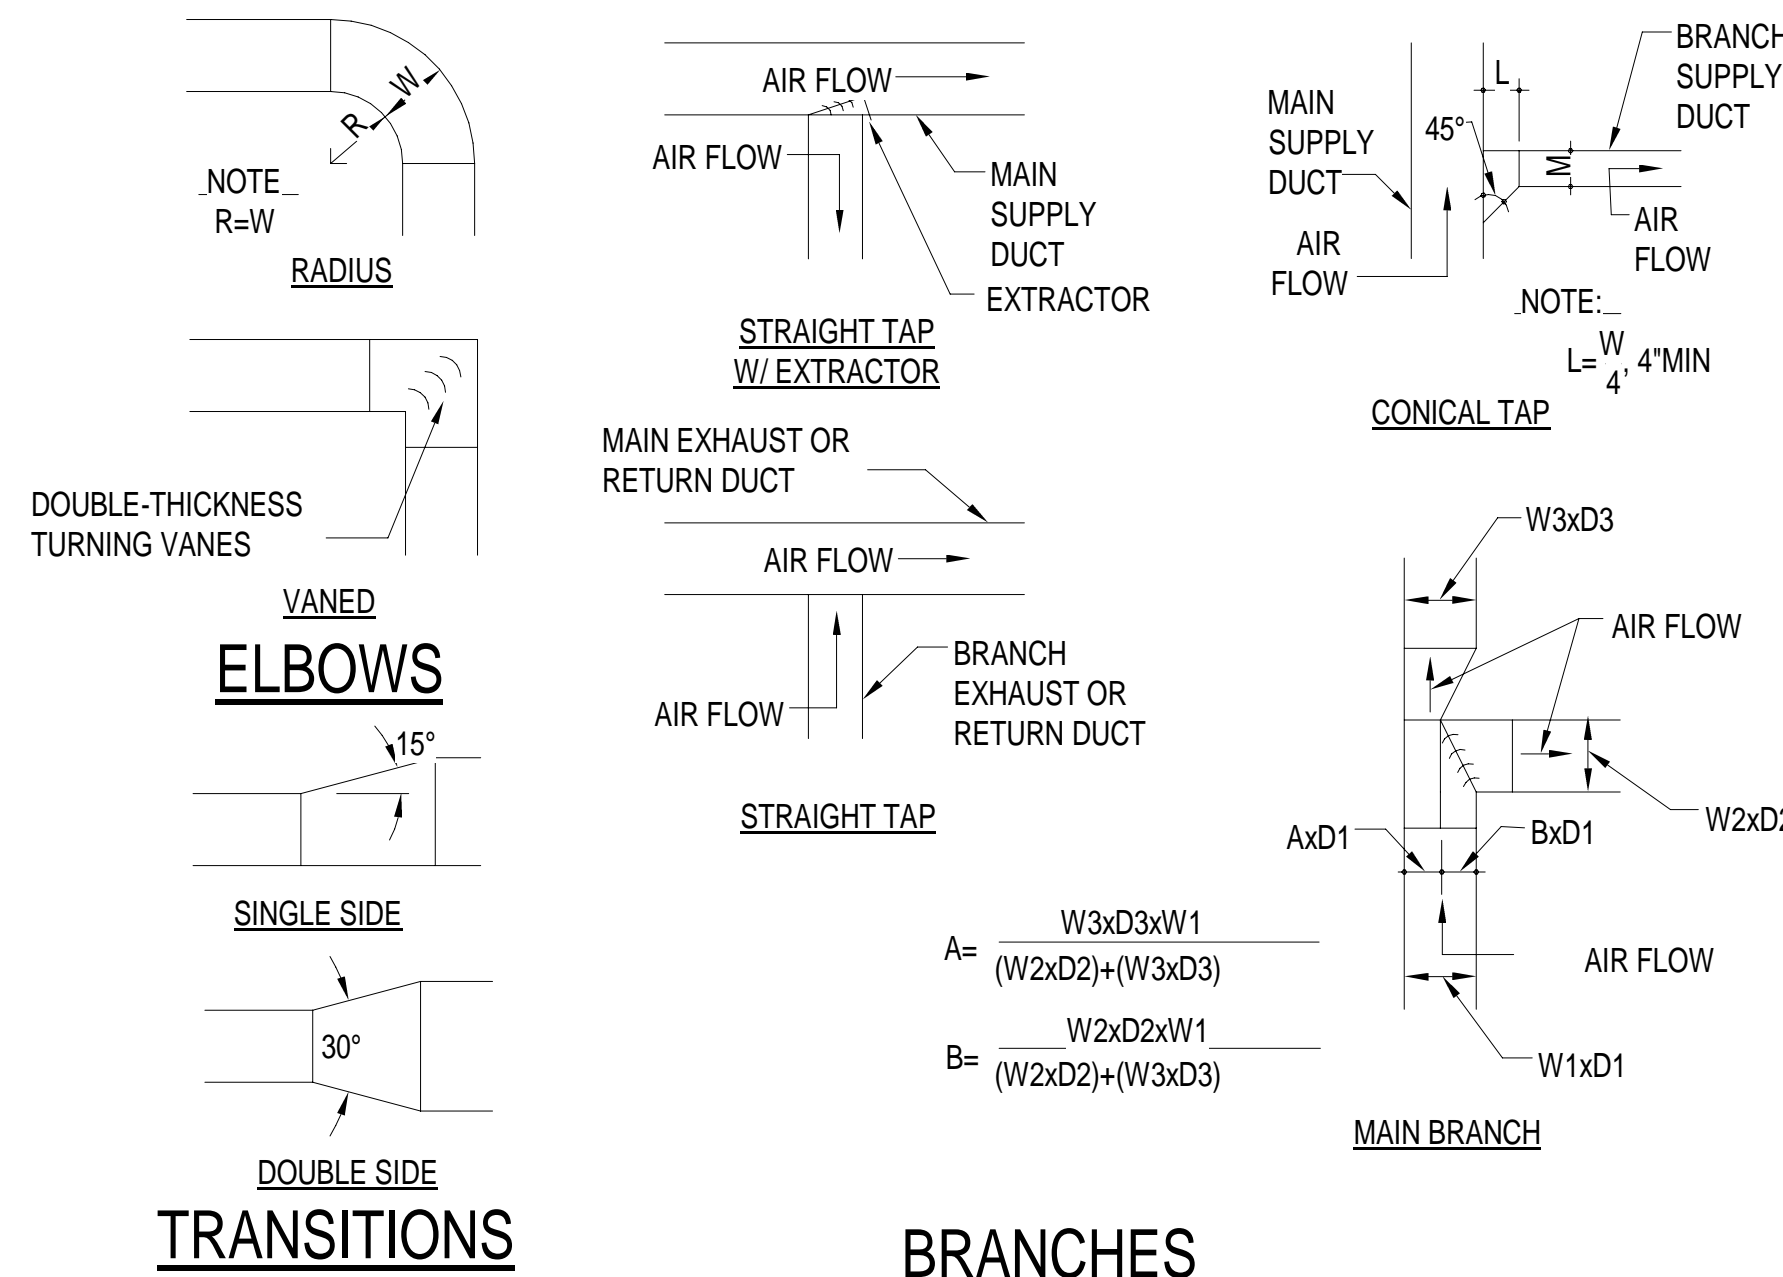 W
R
NOTE
R=W
RADIUS
DOUBLE-THICKNESS
TURNING VANES
VANED
ELBOWS
15°
SINGLE SIDE
30°
DOUBLE SIDE
TRANSITIONS
AIR FLOW
AIR FLOW
MAIN
SUPPLY
DUCT
EXTRACTOR
STRAIGHT TAP
W/ EXTRACTOR
MAIN EXHAUST OR
RETURN DUCT
AIR FLOW
AIR FLOW
BRANCH
EXHAUST OR
RETURN DUCT
STRAIGHT TAP
MAIN
SUPPLY
DUCT
45°
L
BRANCH
SUPPLY
DUCT
W
AIR
FLOW
AIR
FLOW
NOTE:
L=W/4, 4"MIN
CONICAL TAP
W3xD3
AIR FLOW
W2xD2
AxD1
BxD1
AIR FLOW
W1xD1
MAIN BRANCH
A= W3xD3xW1
(W2xD2)+(W3xD3)
B= W2xD2xW1
(W2xD2)+(W3xD3)
BRANCHES